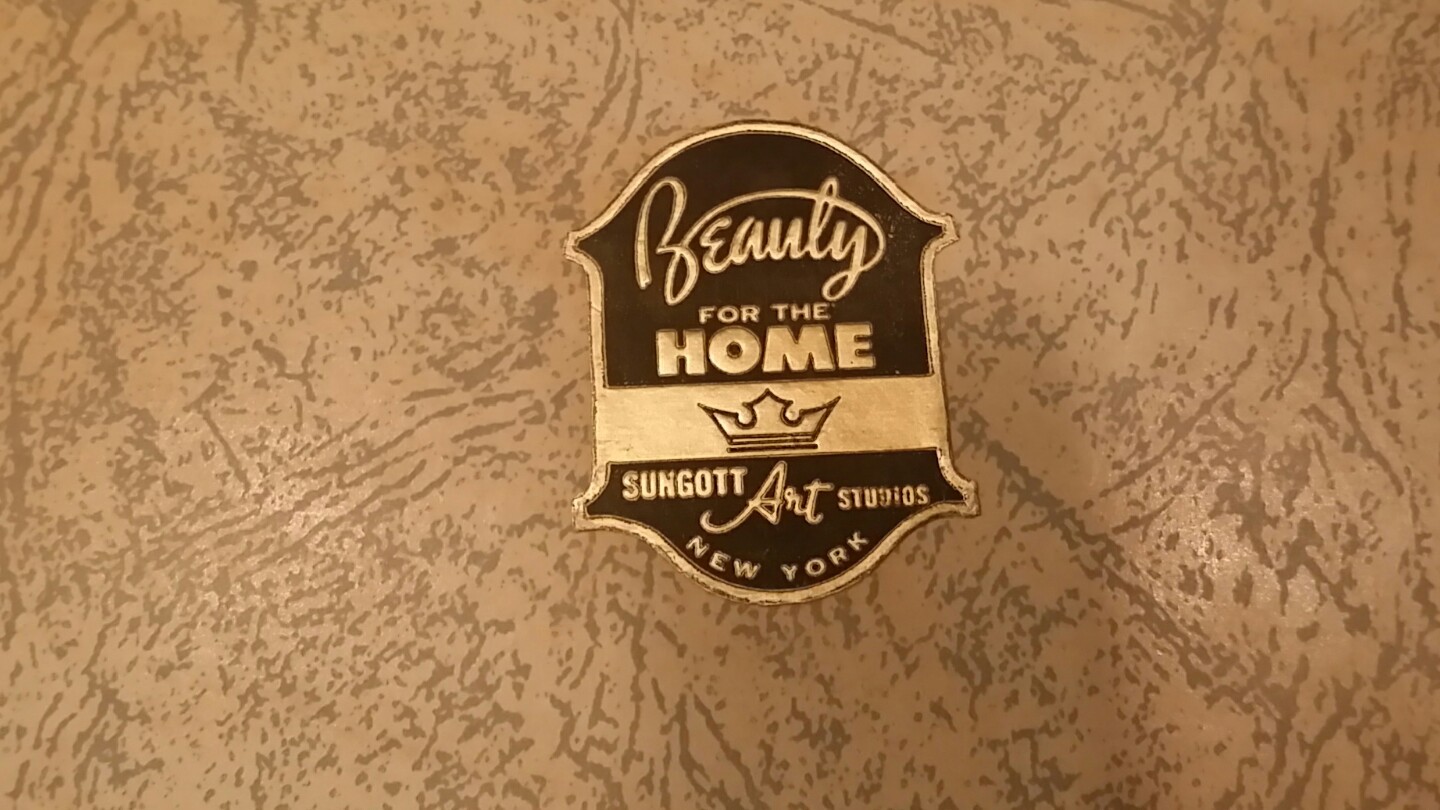 Beauty
FOR THE
HOME
SUNGOTT Art STUDIOS
NEW YORK